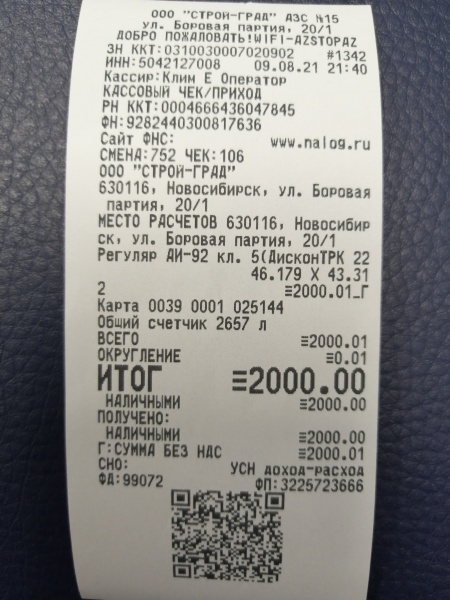 ООО "СТРОЙ-ГРАД" АЗС №15
ул. Боровая партия, 20/1
ДОБРО ПОЖАЛОВАТЬ!WIFI-AZSTOPAZ
ЗН ККТ:0310030007020902 #1342
ИНН:5042127008 09.08.21 21:40
Кассир:Клим Е Оператор
КАССОВЫЙ ЧЕК/ПРИХОД
РН ККТ:0004666436047845
ФН:9282440300817636
Сайт ФНС: www.nalog.ru
СМЕНА:752 ЧЕК:106
ООО "СТРОЙ-ГРАД"
630116, Новосибирск, ул. Боровая
партия, 20/1
МЕСТО РАСЧЕТОВ 630116, Новосибир
ск, ул. Боровая партия, 20/1
Регуляр АИ-92 кл. 5(ДисконТРК 22
46.179 X 43.31
2 ≡2000.01_Г
Карта 0039 0001 025144
Общий счетчик 2657 л
ВСЕГО ≡2000.01
ОКРУГЛЕНИЕ ≡0.01
ИТОГ ≡2000.00
НАЛИЧНЫМИ ≡2000.00
ПОЛУЧЕНО:
НАЛИЧНЫМИ ≡2000.00
Г:СУММА БЕЗ НДС ≡2000.01
СНО: УСН доход-расход
ФД:99072 ФП:3225723666